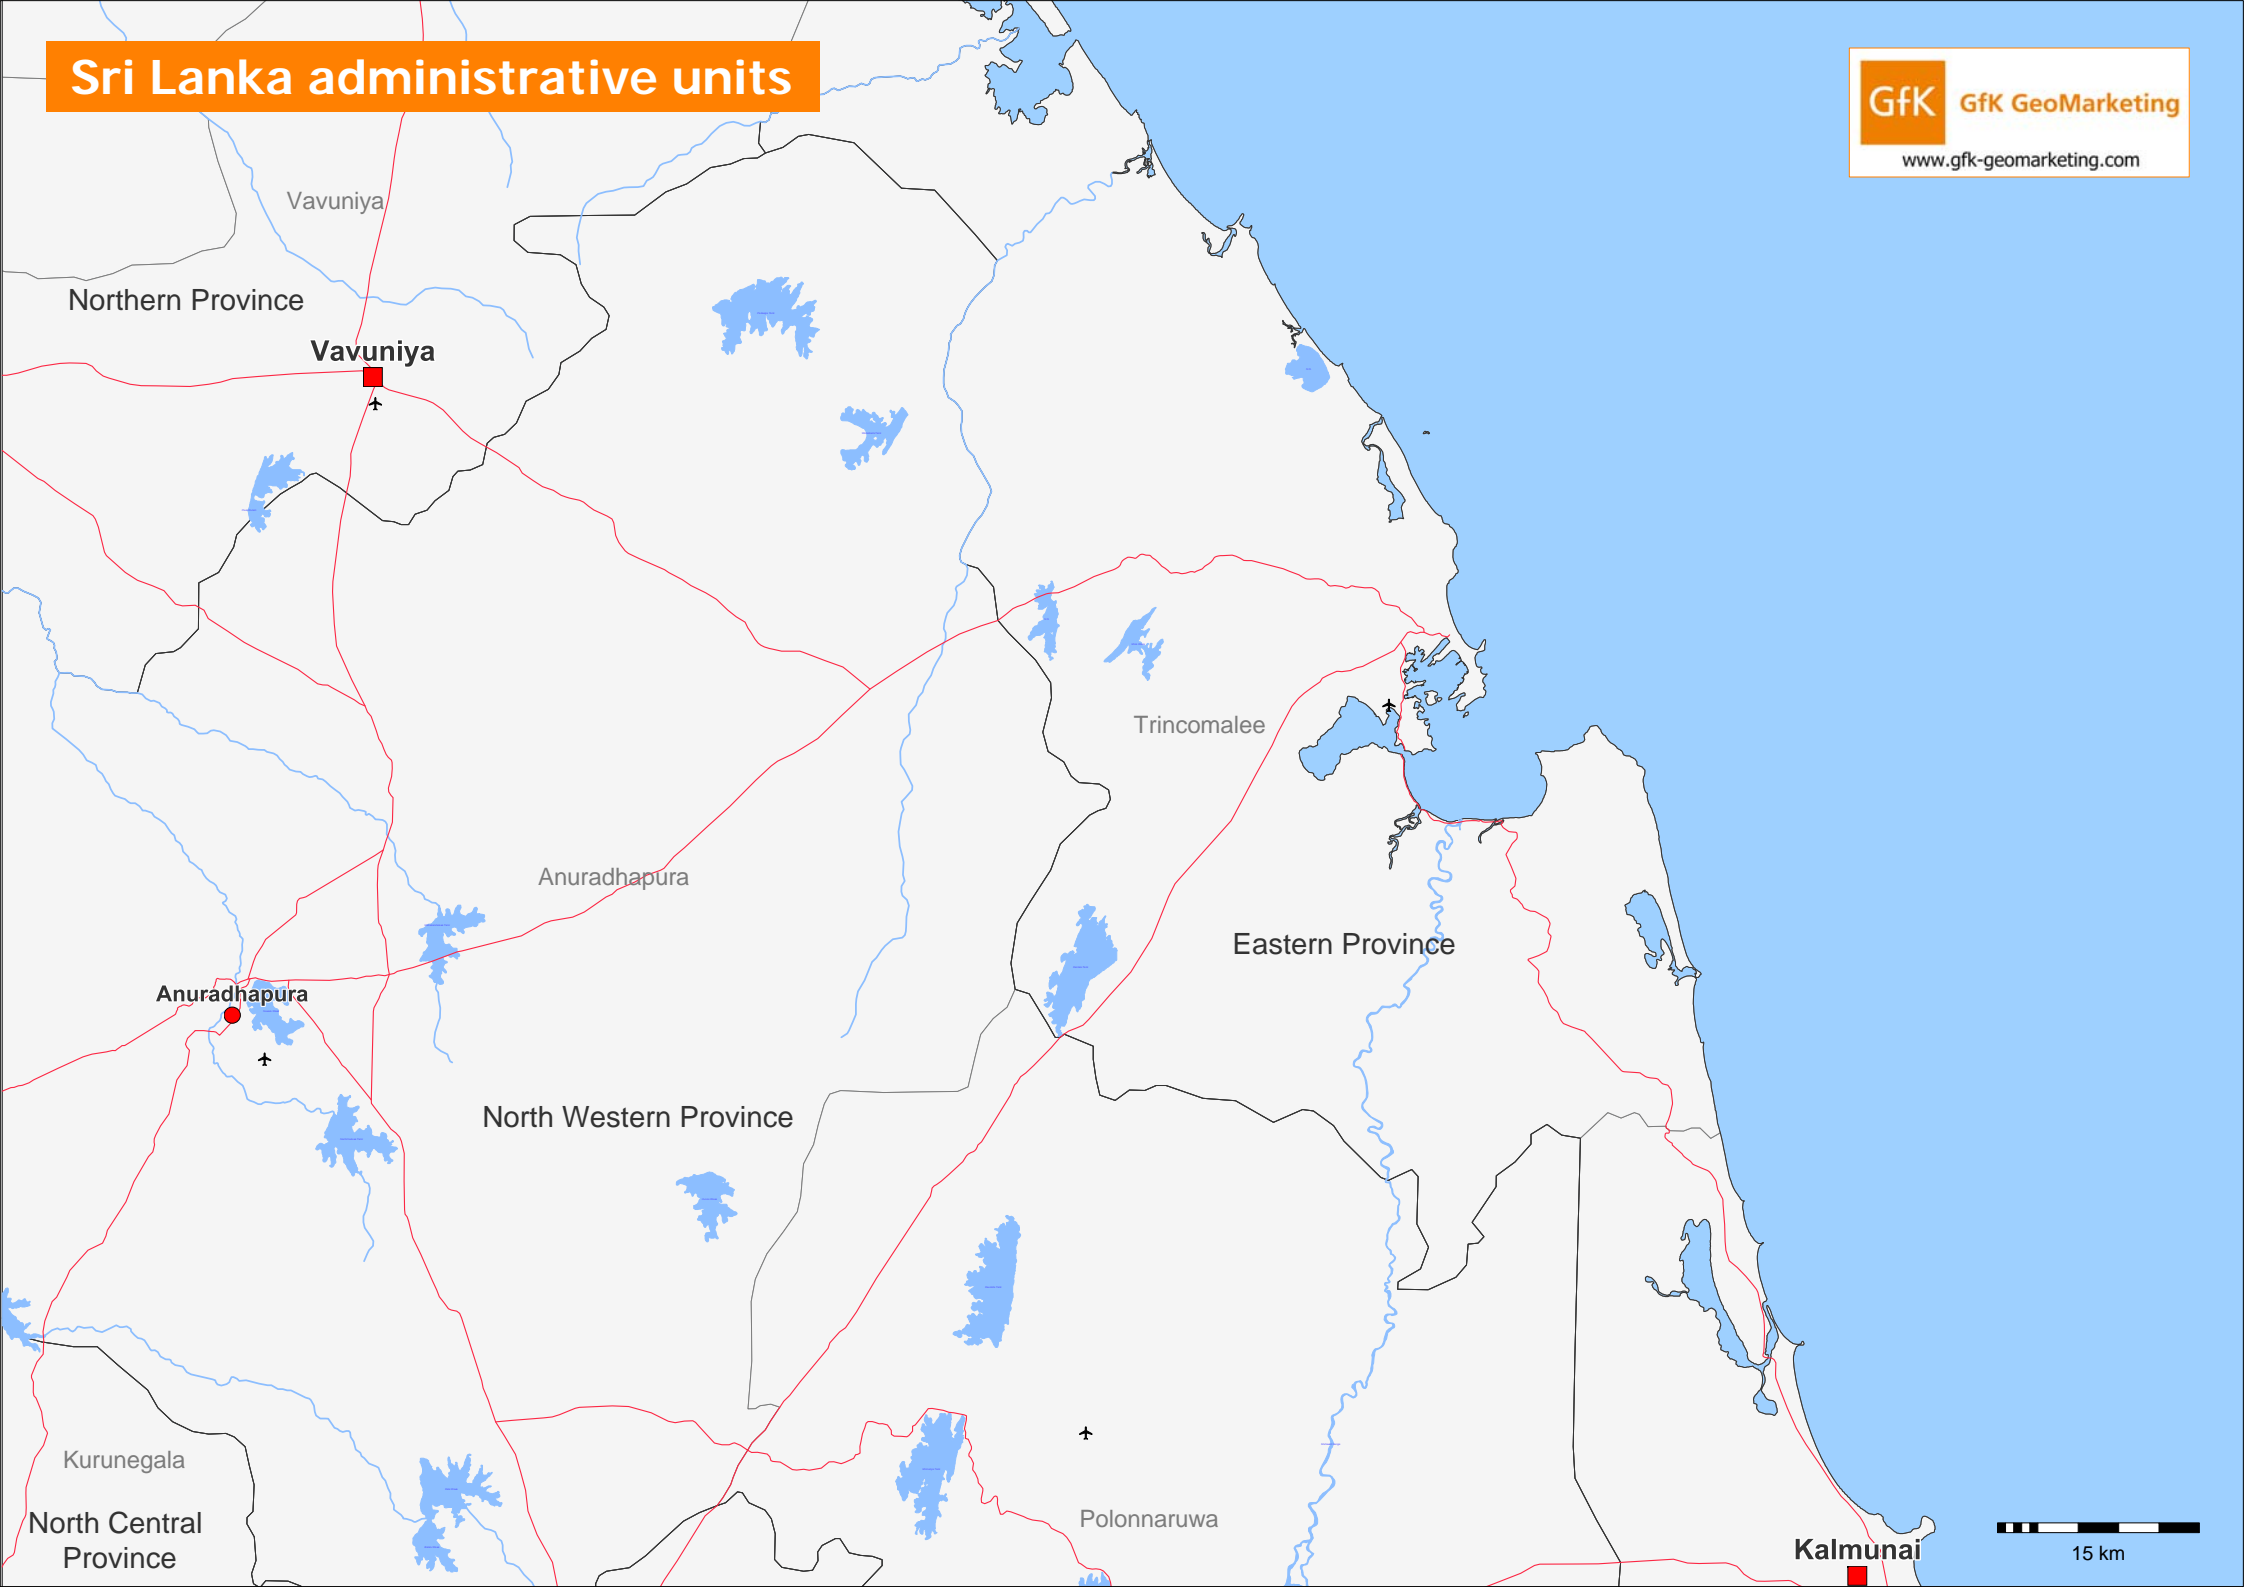 Sri Lanka administrative units
GfK GfK GeoMarketing
www.gfk-geomarketing.com
Vavuniya
Northern Province
Vavuniya
Trincomalee
Anuradhapura
Eastern Province
Anuradhapura
North Western Province
Kurunegala
Polonnaruwa
North Central
Province
Kalmunai
15 km